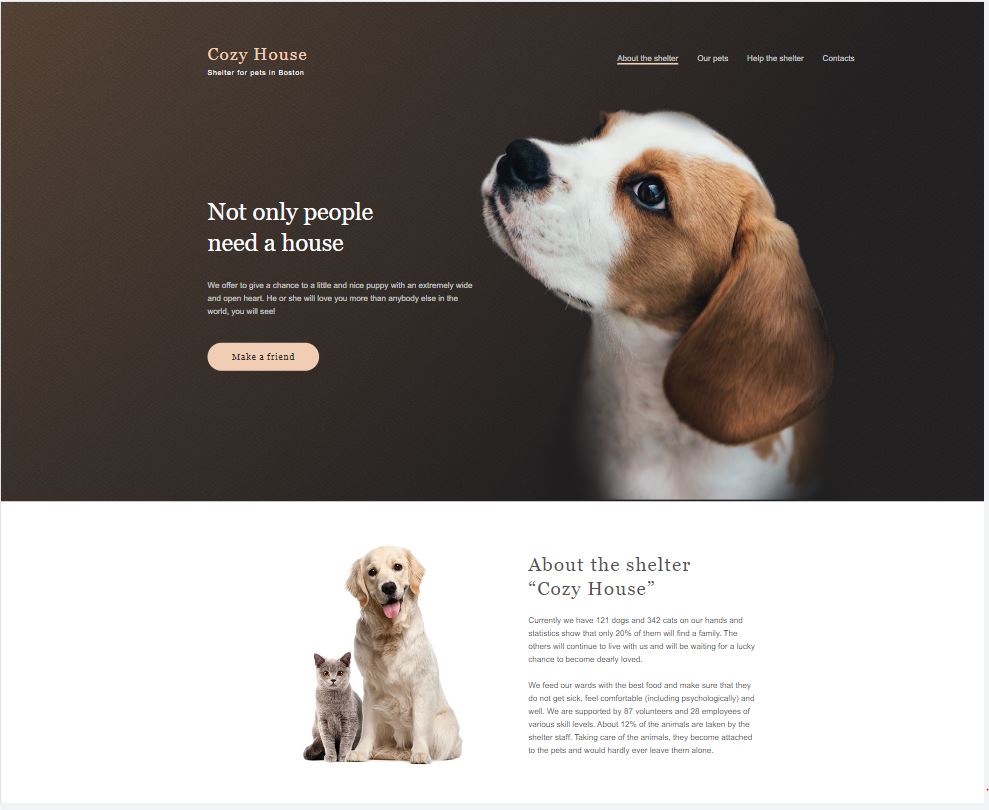 Cozy House
Shelter for pets in Boston
About the shelter
Our pets
Help the shelter
Contacts
Not only people
need a house
We offer to give a chance to a little and nice puppy with an extremely wide
and open heart. He or she will love you more than anybody else in the
world, you will see!
Make a friend
About the shelter
“Cozy House”
Currently we have 121 dogs and 342 cats on our hands and
statistics show that only 20% of them will find a family. The
others will continue to live with us and will be waiting for a lucky
chance to become dearly loved.
We feed our wards with the best food and make sure that they
do not get sick, feel comfortable (including psychologically) and
well. We are supported by 87 volunteers and 28 employees of
various skill levels. About 12% of the animals are taken by the
shelter staff. Taking care of the animals, they become attached
to the pets and would hardly ever leave them alone.